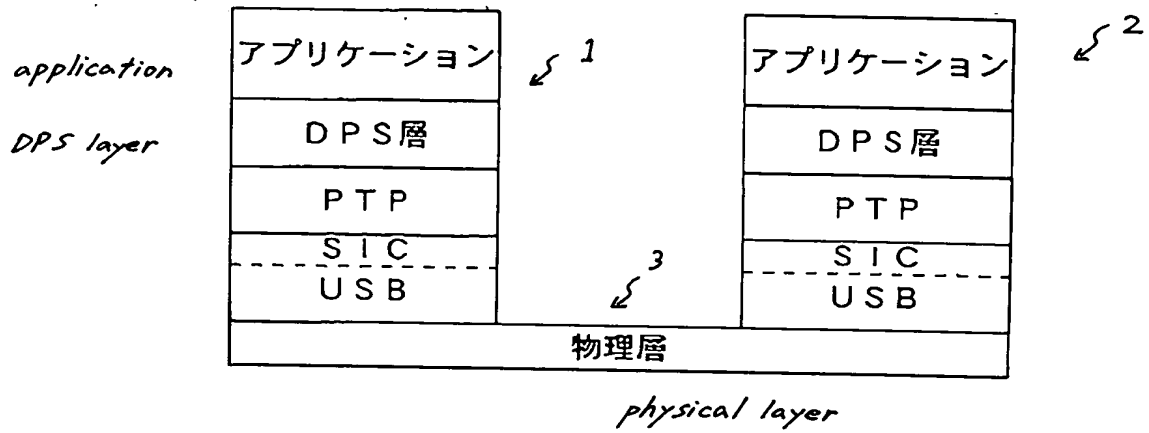 application
アプリケーション
1
アプリケーション
2
DPS layer
DPS層
DPS層
PTP
PTP
SIC
SIC
USB
3
USB
物理層
physical layer